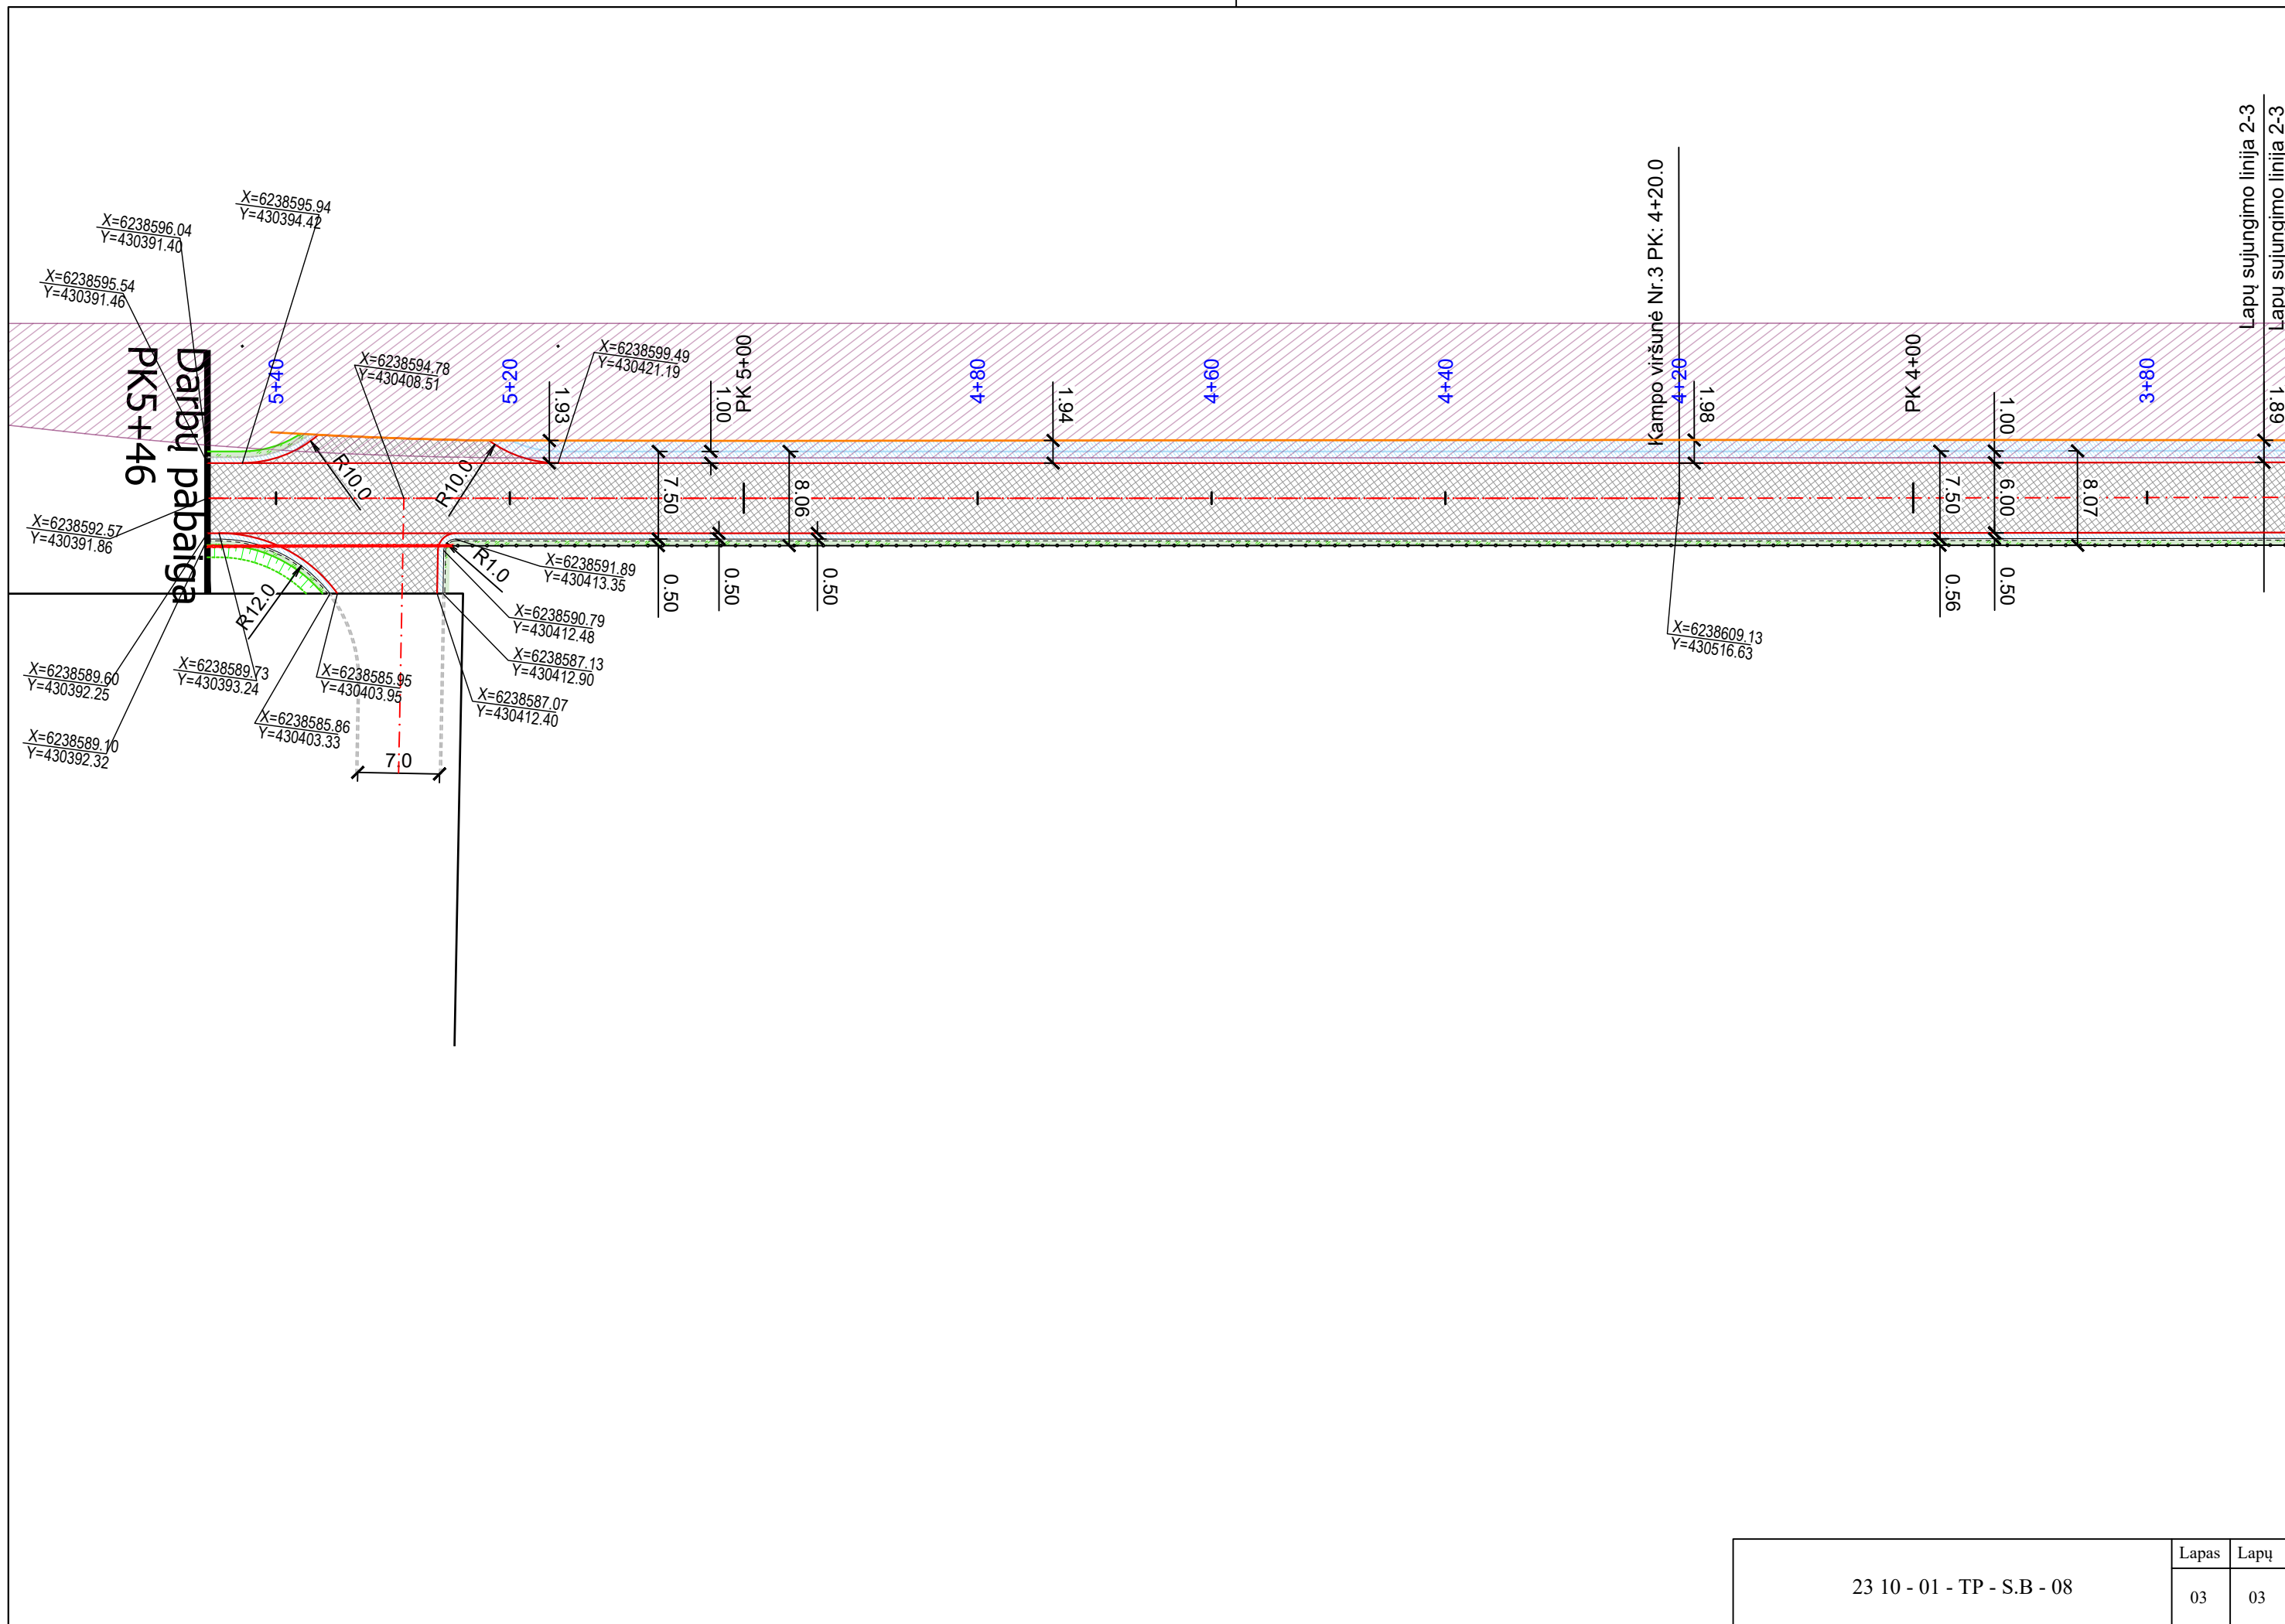 Lapų sujungimo linija 2-3
Lapų sujungimo linija 2-3
Kampo viršunė Nr.3 PK: 4+20.0
X=6238595.94
Y=430394.42
X=6238596.04
Y=430391.40
X=6238595.54
Y=430391.46
Darbų pabaiga
PK5+46
5+40
X=6238594.78
Y=430408.51
5+20
1.93
X=6238599.49
Y=430421.19
1.00
PK 5+00
4+80
1.94
4+60
4+40
4+20
1.98
PK 4+00
1.00
3+80
1.89
R10.0
R10.0
7.50
8.06
7.50
6.00
8.07
X=6238592.57
Y=430391.86
R12.0
R1.0
X=6238591.89
Y=430413.35
0.50
0.50
0.50
0.56
0.50
X=6238590.79
Y=430412.48
X=6238609.13
Y=430516.63
X=6238587.13
Y=430412.90
X=6238589.60
Y=430392.25
X=6238589.73
Y=430393.24
X=6238585.95
Y=430403.95
X=6238587.07
Y=430412.40
X=6238585.86
Y=430403.33
X=6238589.10
Y=430392.32
7.0
23 10 - 01 - TP - S.B - 08
Lapas
Lapų
03
03